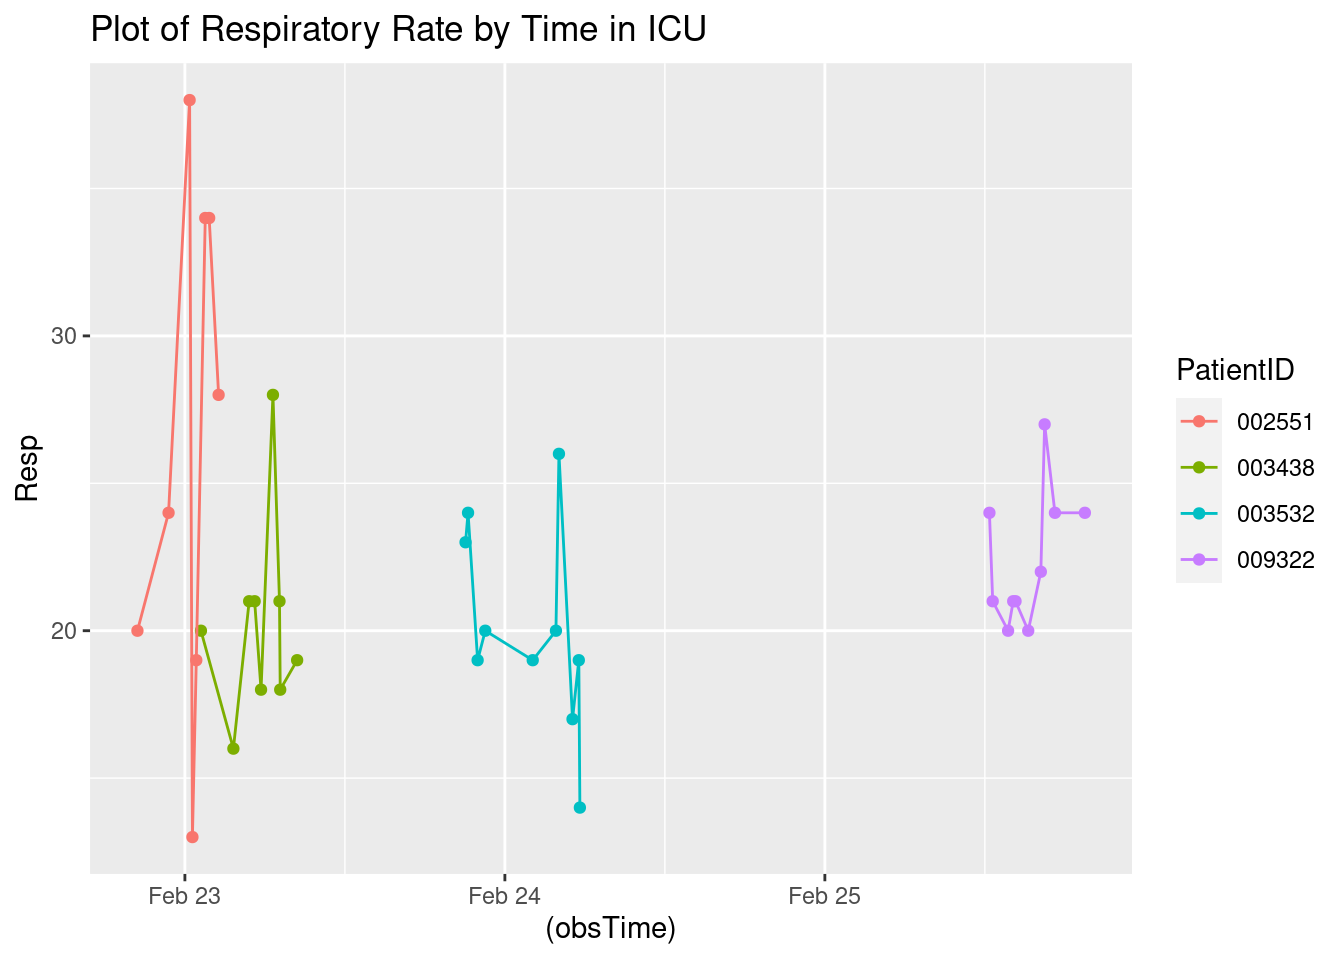 Plot of Respiratory Rate by Time in ICU
Resp
30
20
Feb 23
Feb 24
Feb 25
(obsTime)
PatientID
002551
003438
003532
009322